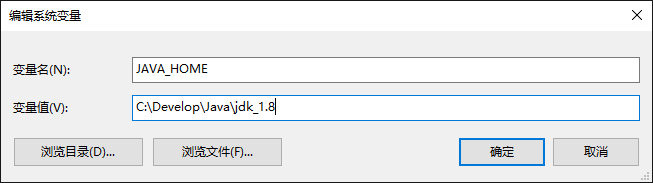 编辑系统变量
变量名(N): JAVA_HOME
变量值(V): C:\Develop\Java\jdk_1.8
浏览目录(D)... 浏览文件(F)... 确定 取消